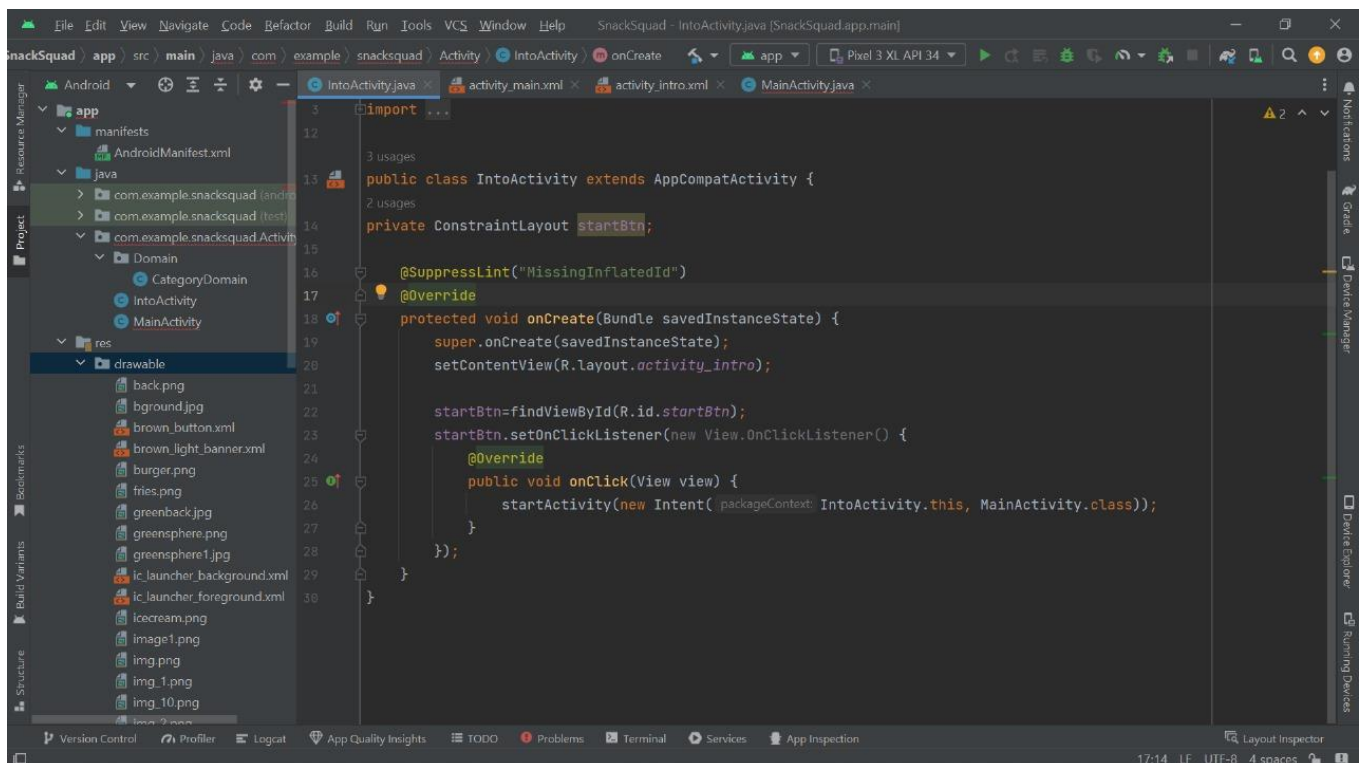 File Edit View Navigate Code Refactor Build Run Tools VCS Window Help SnackSquad - IntoActivity.java [SnackSquad.app.main]
SnackSquad app src main java com example snacksquad Activity IntoActivity onCreate app Pixel 3 XL API 34
Android
IntoActivity.java activity_main.xml activity_intro.xml MainActivity.java
Resource Manager
Project
Bookmarks
Build Variants
Structure
app
manifests
AndroidManifest.xml
java
com.example.snacksquad (andro
com.example.snacksquad (test)
com.example.snacksquad.Activity
Domain
CategoryDomain
IntoActivity
MainActivity
res
drawable
back.png
bground.jpg
brown_button.xml
brown_light_banner.xml
burger.png
fries.png
greenback.jpg
greensphere.png
greensphere1.jpg
ic_launcher_background.xml
ic_launcher_foreground.xml
icecream.png
image1.png
img.png
img_1.png
img_10.png
img_2.png
3 import ...
2
12
3 usages
13 public class IntoActivity extends AppCompatActivity {
2 usages
14 private ConstraintLayout startBtn;
15
16 @SuppressLint("MissingInflatedId")
17 @Override
18 protected void onCreate(Bundle savedInstanceState) {
19 super.onCreate(savedInstanceState);
20 setContentView(R.layout.activity_intro);
21
22 startBtn=findViewById(R.id.startBtn);
23 startBtn.setOnClickListener(new View.OnClickListener() {
24 @Override
25 public void onClick(View view) {
26 startActivity(new Intent( packageContext: IntoActivity.this, MainActivity.class));
27 }
28 });
29 }
30 }
Notifications
Gradle
Device Manager
Device Explorer
Running Devices
Version Control Profiler Logcat App Quality Insights TODO Problems Terminal Services App Inspection Layout Inspector
17:14 LF UTF-8 4 spaces